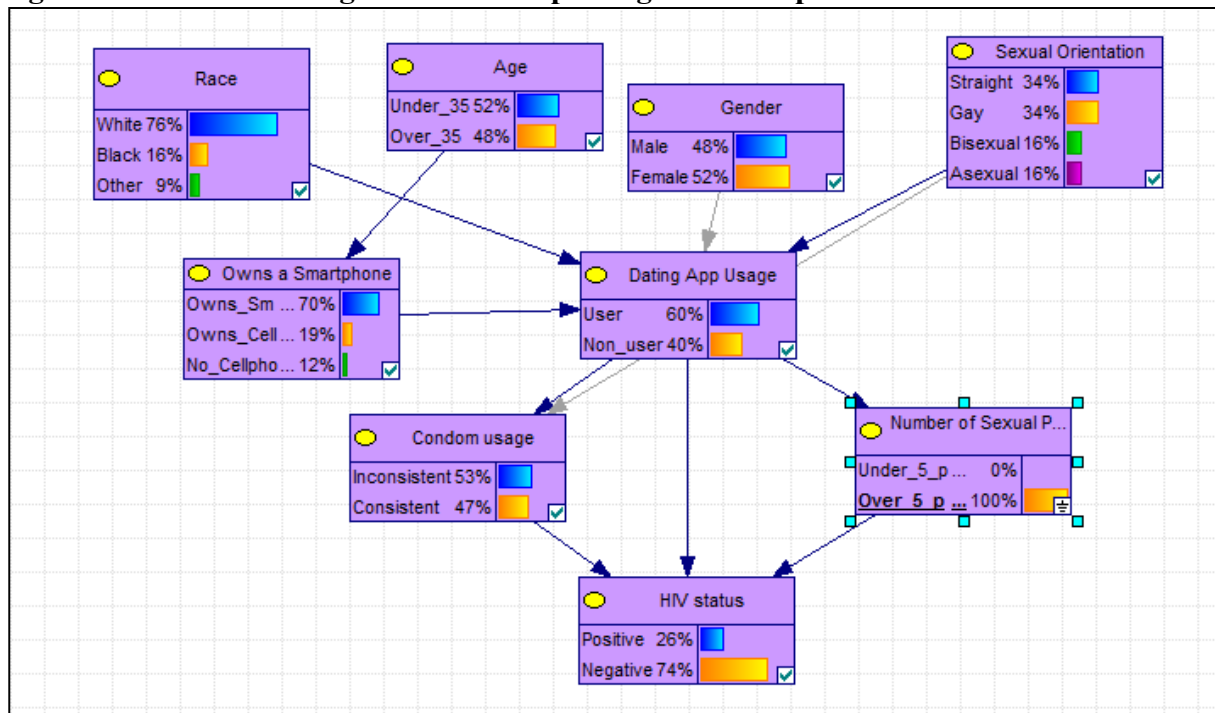 Race
White 76%
Black 16%
Other 9%
Age
Under_35 52%
Over_35 48%
Gender
Male 48%
Female 52%
Sexual Orientation
Straight 34%
Gay 34%
Bisexual 16%
Asexual 16%
Owns a Smartphone
Owns_Sm ... 70%
Owns_Cell ... 19%
No_Cellpho... 12%
Dating App Usage
User 60%
Non_user 40%
Condom usage
Inconsistent 53%
Consistent 47%
Number of Sexual P...
Under_5_p ... 0%
Over_5_p ... 100%
HIV status
Positive 26%
Negative 74%